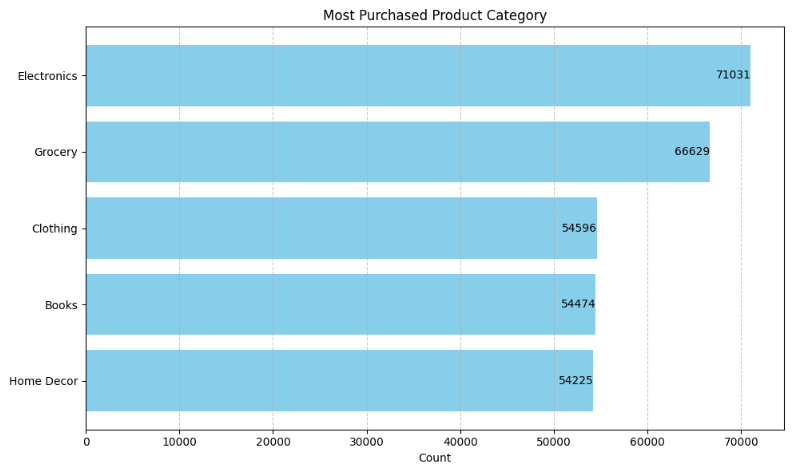 Most Purchased Product Category
Electronics
71031
Grocery
66629
Clothing
54596
Books
54474
Home Decor
54225
0 10000 20000 30000 40000 50000 60000 70000
Count